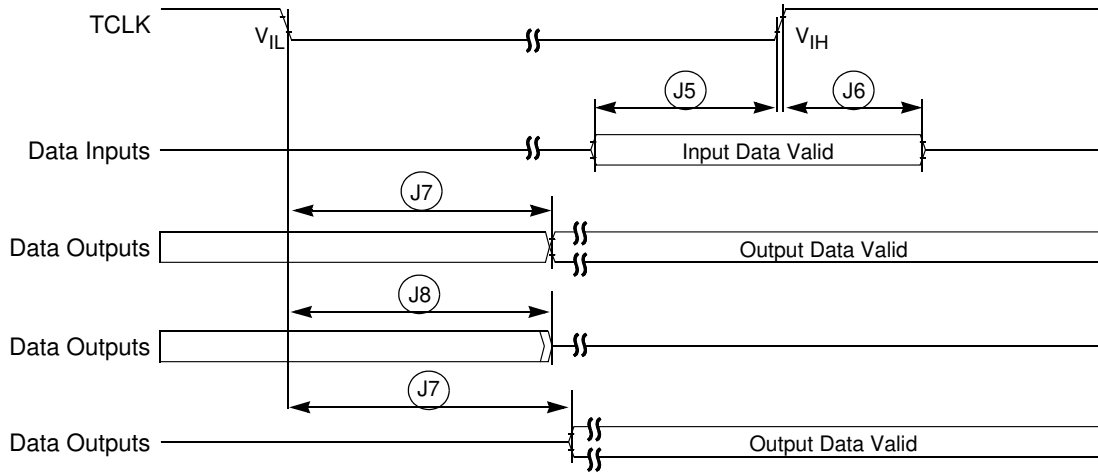 TCLK
VIL
VIH
J5
J6
Data Inputs
Input Data Valid
J7
Data Outputs
Output Data Valid
J8
Data Outputs
J7
Data Outputs
Output Data Valid